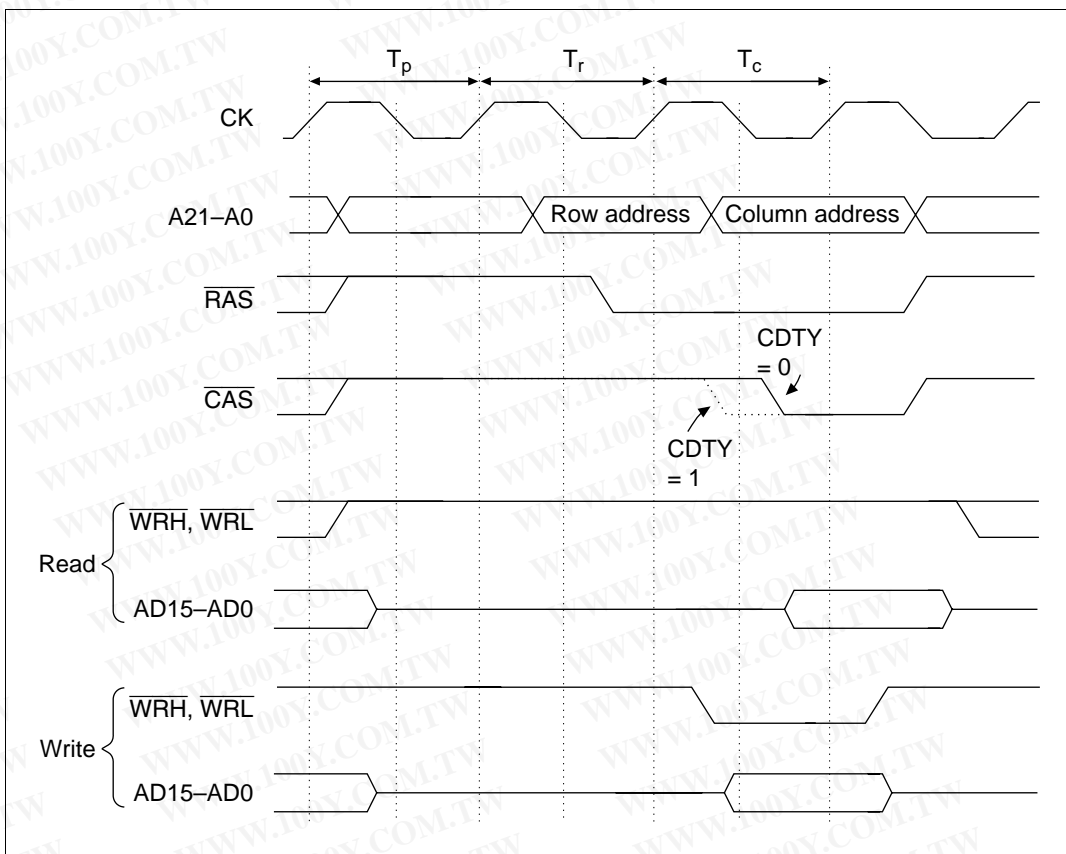 Tp Tr Tc
CK
A21–A0 Row address Column address
RAS
CDTY
= 0
CAS
CDTY
= 1
WRH, WRL
Read
AD15–AD0
WRH, WRL
Write
AD15–AD0
WWW.100Y.COM.TW